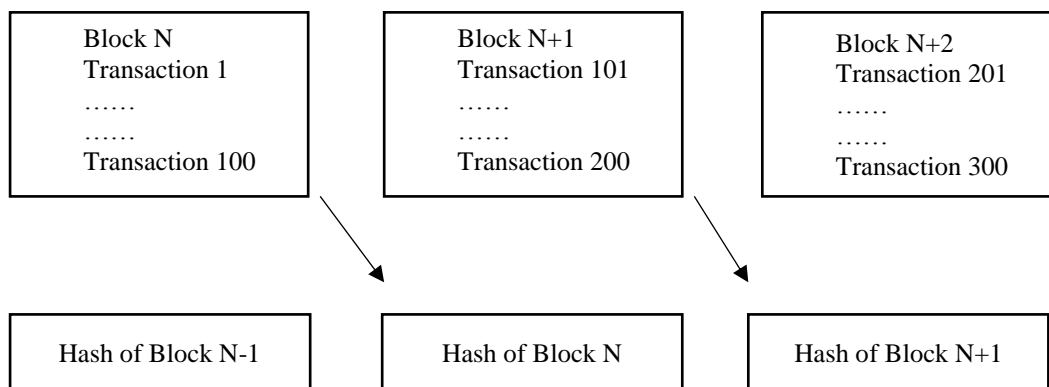 Block N
Transaction 1
……
……
Transaction 100
Block N+1
Transaction 101
……
……
Transaction 200
Block N+2
Transaction 201
……
……
Transaction 300
Hash of Block N-1
Hash of Block N
Hash of Block N+1